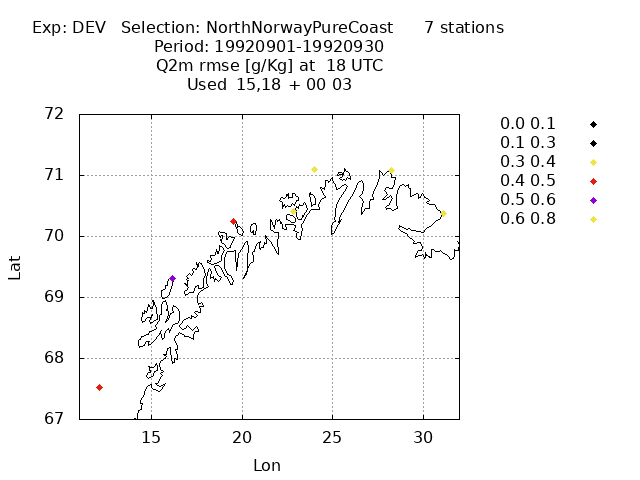 Exp: DEV Selection: NorthNorwayPureCoast 7 stations
Period: 19920901-19920930
Q2m rmse [g/Kg] at 18 UTC
Used 15,18 + 00 03
72
71
70
69
68
67
Lat
15 20 25 30
Lon
0.0 0.1
0.1 0.3
0.3 0.4
0.4 0.5
0.5 0.6
0.6 0.8